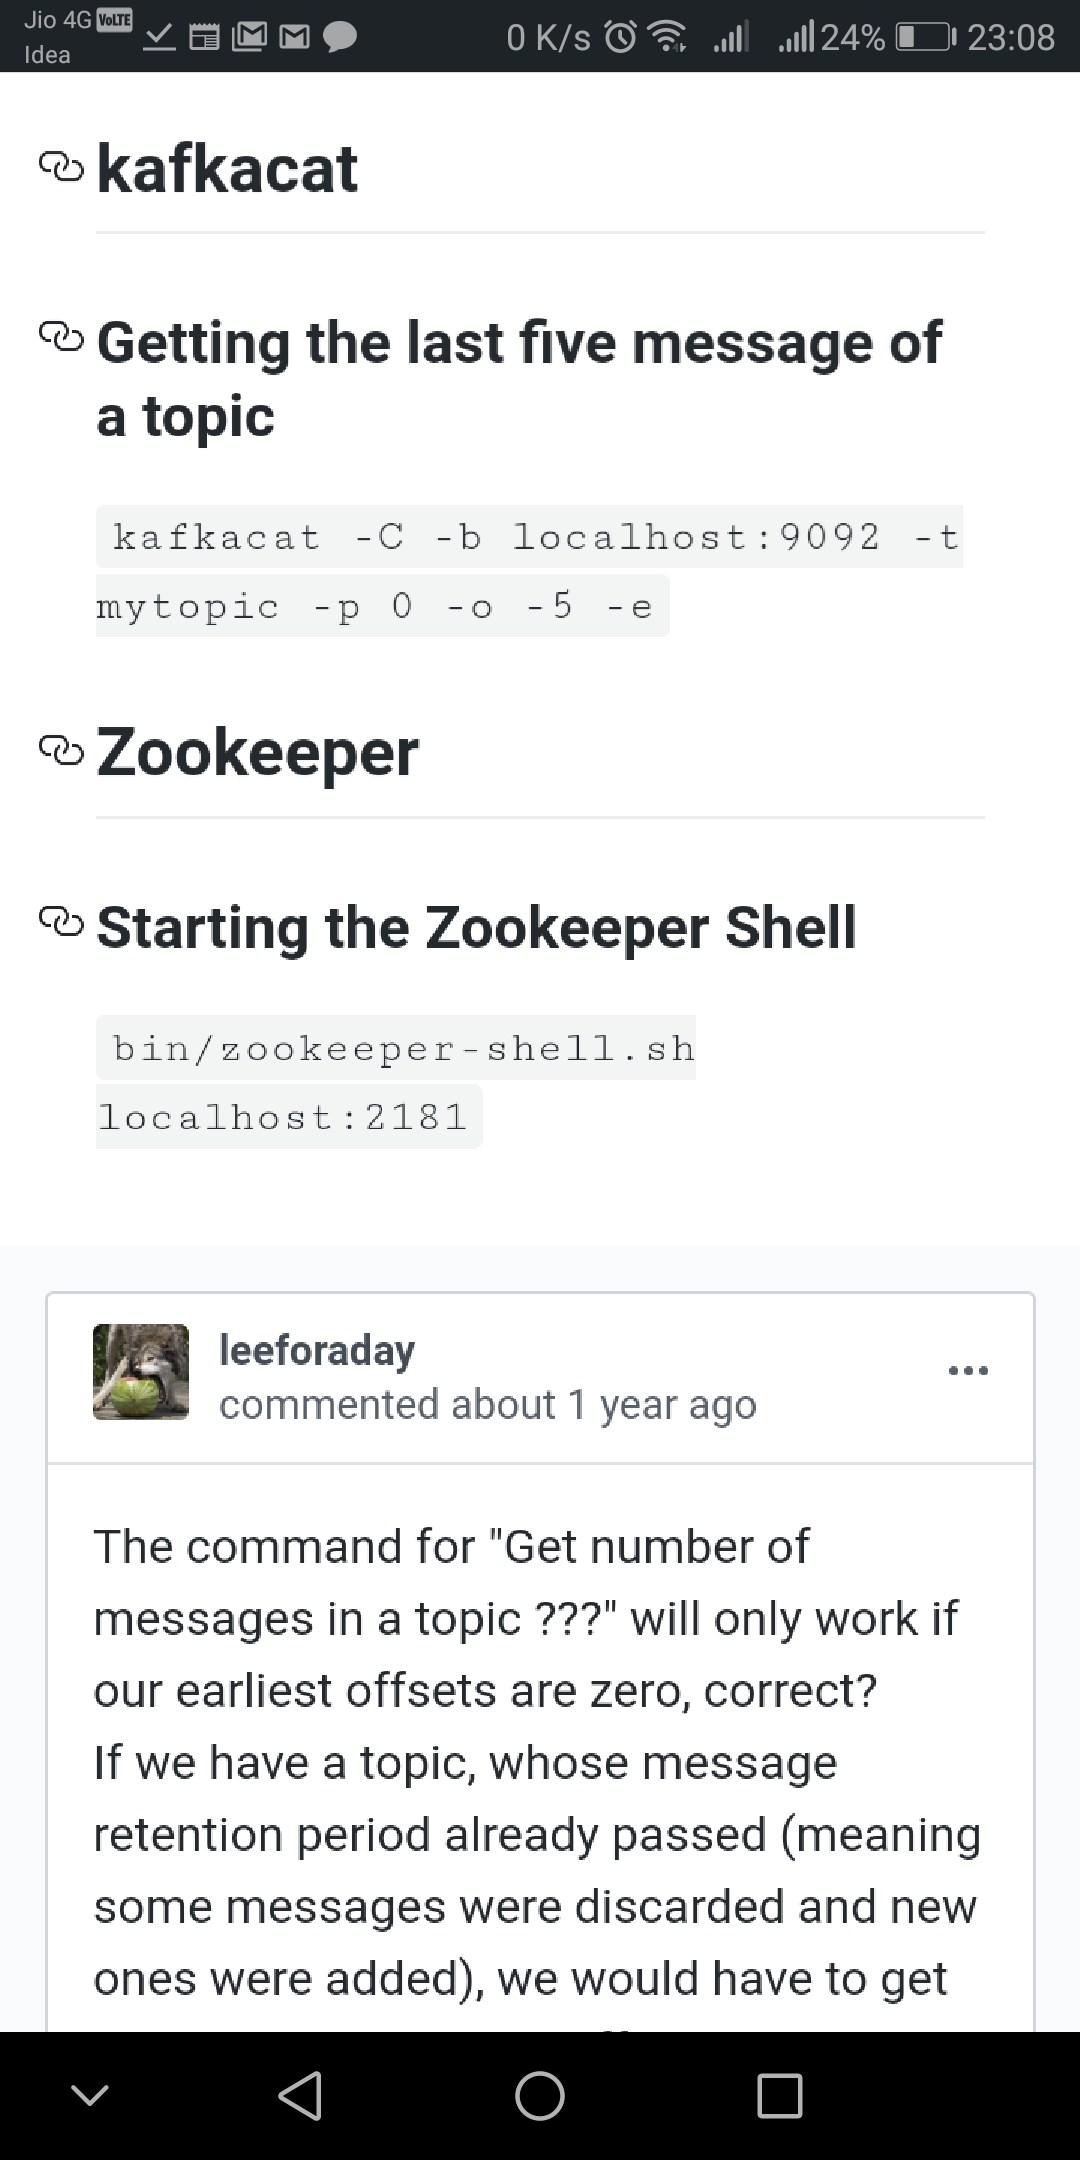 Jio 4G VoLTE
Idea
0 K/s
24%
23:08
kafkacat
Getting the last five message of
a topic
kafkacat -C -b localhost:9092 -t
mytopic -p 0 -o -5 -e
Zookeeper
Starting the Zookeeper Shell
bin/zookeeper-shell.sh
localhost:2181
leeforaday
commented about 1 year ago
The command for "Get number of
messages in a topic ???" will only work if
our earliest offsets are zero, correct?
If we have a topic, whose message
retention period already passed (meaning
some messages were discarded and new
ones were added), we would have to get